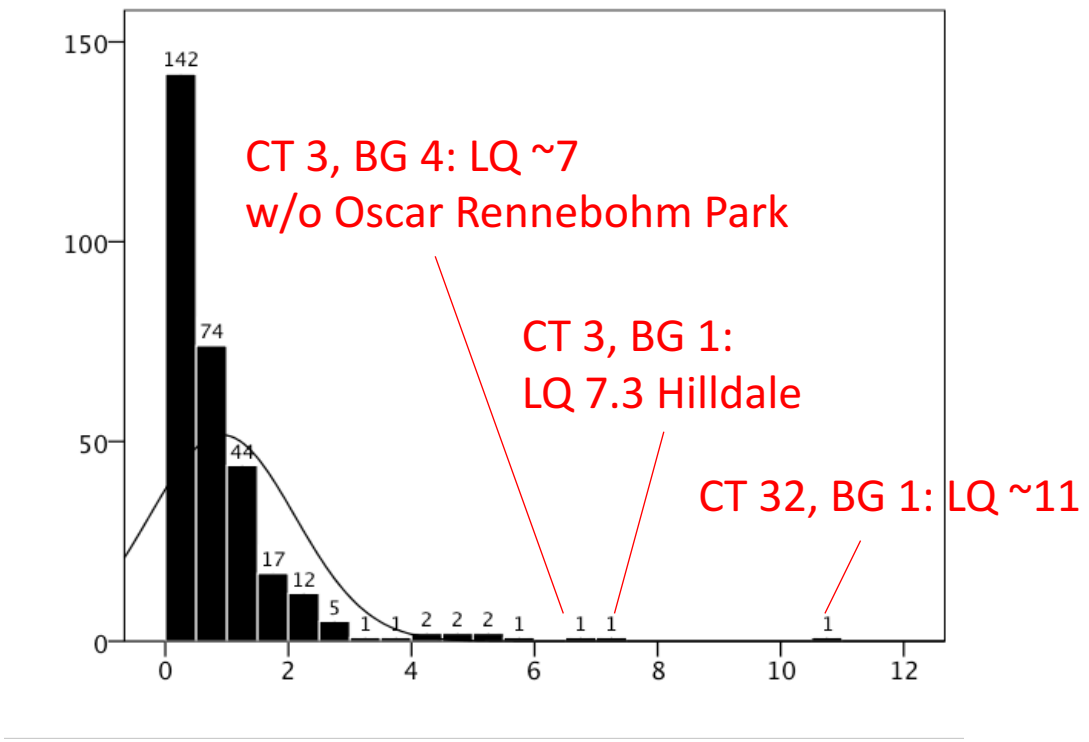 150
142
CT 3, BG 4: LQ ~7
w/o Oscar Rennebohm Park
100
74
CT 3, BG 1:
LQ 7.3 Hilldale
50
44
CT 32, BG 1: LQ ~11
17
12
5
1 1 2 2 2 1 1 1 1
0
0 2 4 6 8 10 12